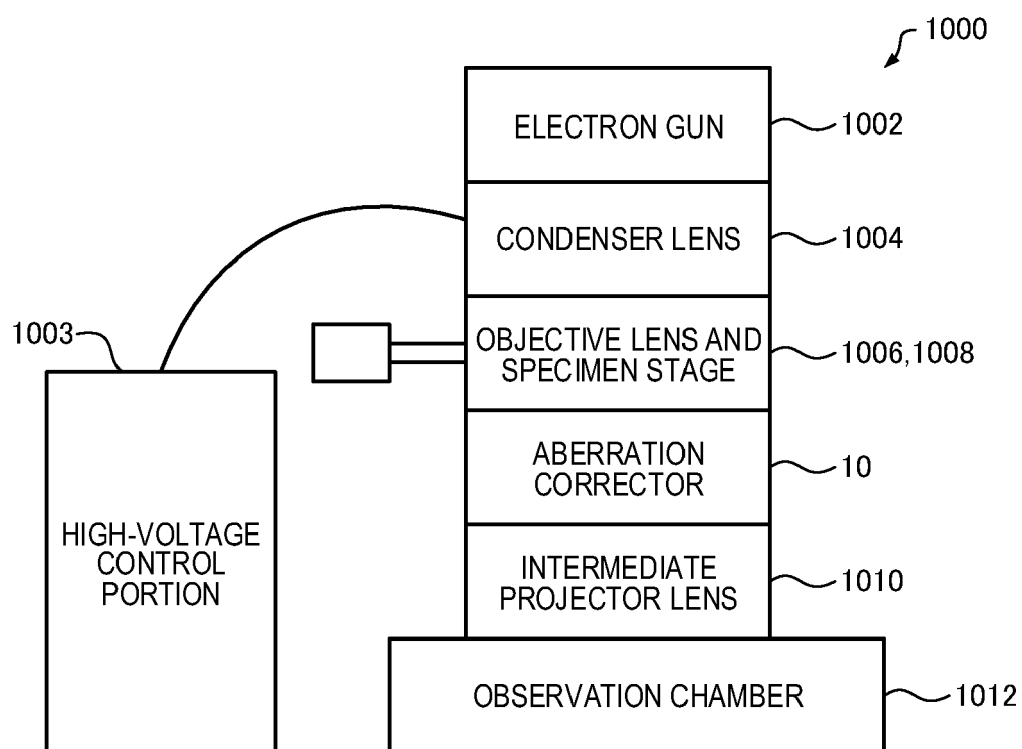 1000
ELECTRON GUN
1002
CONDENSER LENS
1004
1003
OBJECTIVE LENS AND
SPECIMEN STAGE
1006,1008
ABERRATION
CORRECTOR
10
HIGH-VOLTAGE
CONTROL
PORTION
INTERMEDIATE
PROJECTOR LENS
1010
OBSERVATION CHAMBER
1012